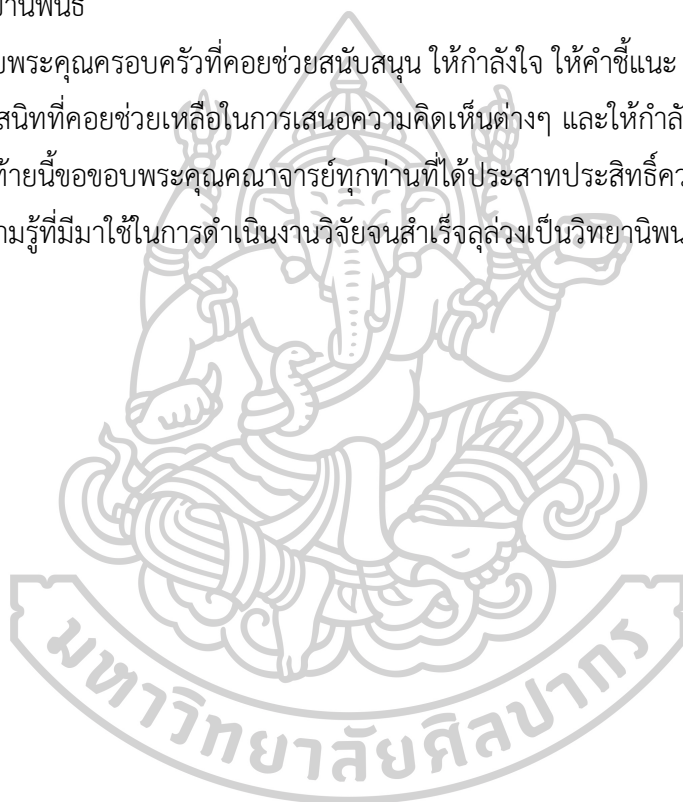 ยานิพนธ์
บพระคุณครอบครัวที่คอยช่วยสนับสนุน ให้กำลังใจ ให้คำชี้แนะ
สนิทที่คอยช่วยเหลือในการเสนอความคิดเห็นต่างๆ และให้กำลั
ท้ายนี้ขอขอบพระคุณคณาจารย์ทุกท่านที่ได้ประสาทประสิทธิ์คว
ามรู้ที่มีมาใช้ในการดำเนินงานวิจัยจนสำเร็จลุล่วงเป็นวิทยานิพน
มหาวิทยาลัยศิลปากร